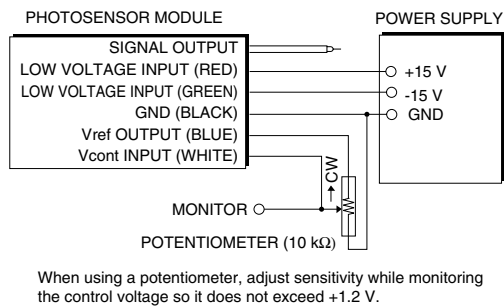 PHOTOSENSOR MODULE
POWER SUPPLY
SIGNAL OUTPUT
LOW VOLTAGE INPUT (RED)
+15 V
LOW VOLTAGE INPUT (GREEN)
-15 V
GND (BLACK)
GND
Vref OUTPUT (BLUE)
Vcont INPUT (WHITE)
→ CW
MONITOR
POTENTIOMETER (10 kΩ)
When using a potentiometer, adjust sensitivity while monitoring
the control voltage so it does not exceed +1.2 V.